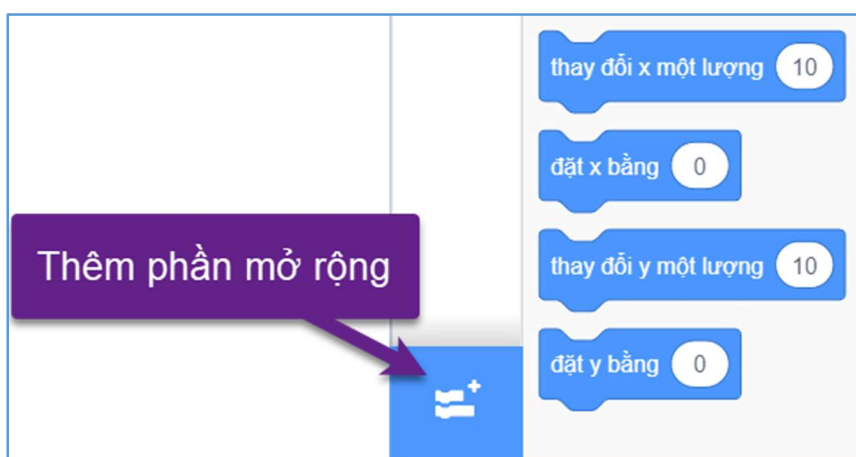 thay đổi x một lượng 10
đặt x bằng 0
Thêm phần mở rộng
thay đổi y một lượng 10
đặt y bằng 0